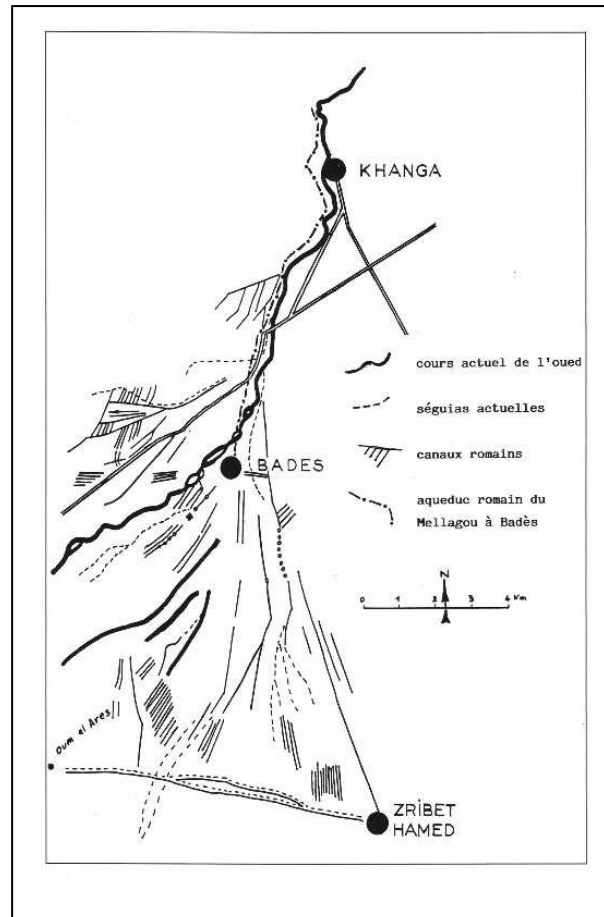 KHANGA
cours actuel de l'oued
séguias actuelles
canaux romains
aqueduc romain du
Mellagou à Badès
BADES
N
0 1 2 3 4 Km
Oum el Ares
ZRIBET
HAMED